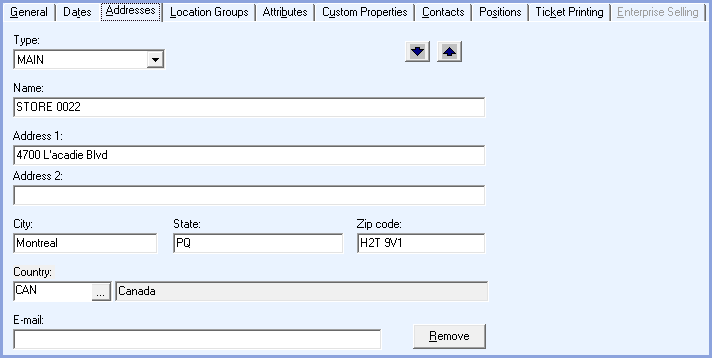 General Dates Addresses Location Groups Attributes Custom Properties Contacts Positions Ticket Printing Enterprise Selling
Type:
MAIN
Name:
STORE 0022
Address 1:
4700 L'acadie Blvd
Address 2:
City: State: Zip code:
Montreal PQ H2T 9V1
Country:
CAN ... Canada
E-mail:
Remove